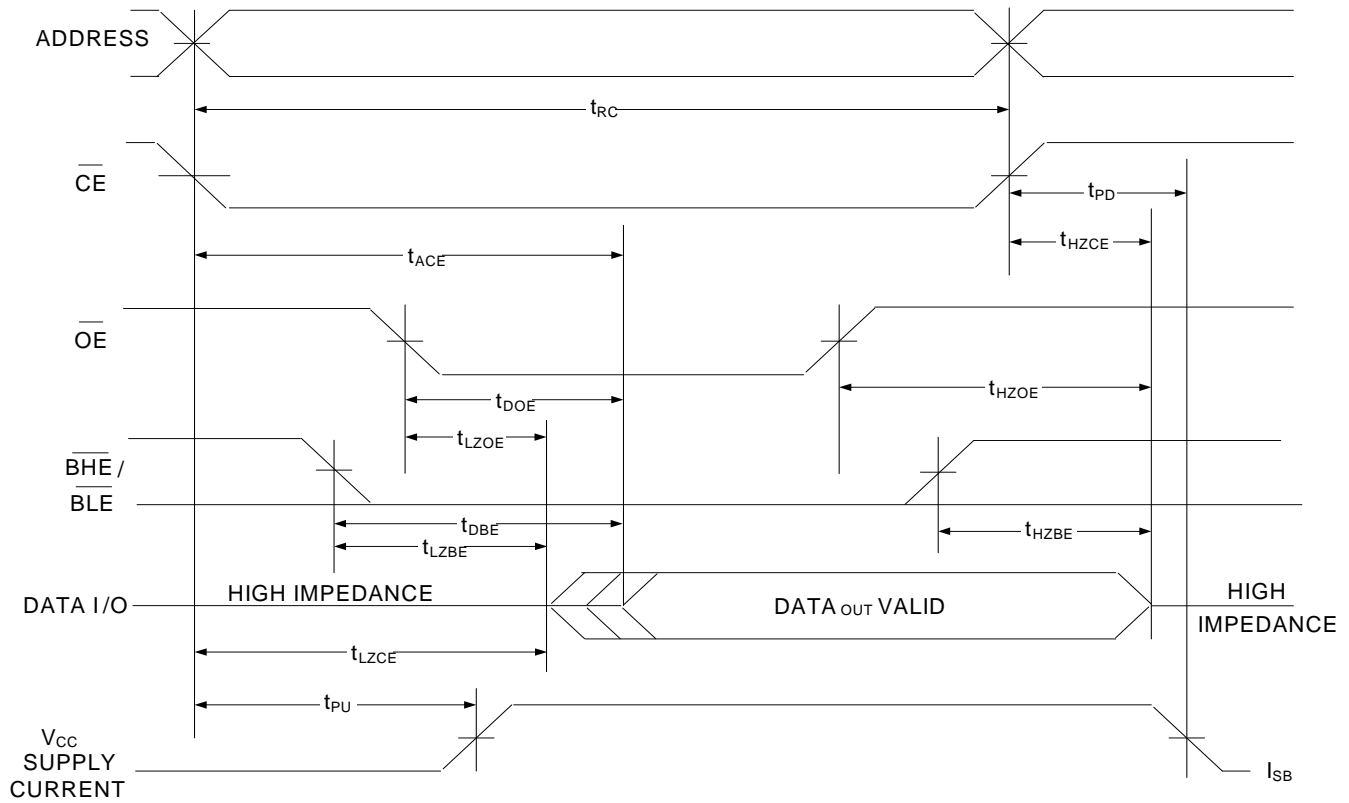 ADDRESS
tRC
CE
tPD
tHZCE
tACE
OE
tHZOE
tDOE
tLZOE
BHE /
BLE
tDBE
tHZBE
tLZBE
DATA I/O
HIGH IMPEDANCE
DATA OUT VALID
HIGH
IMPEDANCE
tLZCE
tPU
VCC
SUPPLY
CURRENT
ISB